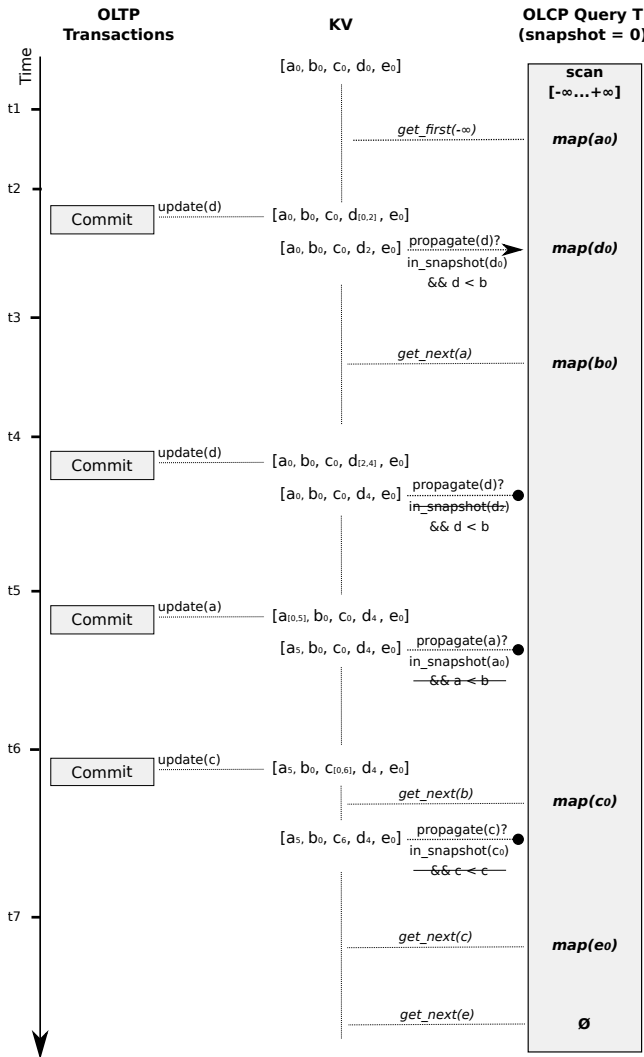 OLTP
Transactions
KV
OLCP Query T
(snapshot = 0)
Time
[a₀, b₀, c₀, d₀, e₀]
scan
[-∞...+∞]
t1
get_first(-∞)
map(a₀)
t2
Commit
update(d)
[a₀, b₀, c₀, d[0,2], e₀]
[a₀, b₀, c₀, d₂, e₀]
propagate(d)?
in_snapshot(d₀)
&& d < b
map(d₀)
t3
get_next(a)
map(b₀)
t4
Commit
update(d)
[a₀, b₀, c₀, d[2,4], e₀]
[a₀, b₀, c₀, d₄, e₀]
propagate(d)?
in_snapshot(d₂)
&& d < b
t5
Commit
update(a)
[a[0,5], b₀, c₀, d₄, e₀]
[a₅, b₀, c₀, d₄, e₀]
propagate(a)?
in_snapshot(a₀)
&& a < b
t6
Commit
update(c)
[a₅, b₀, c[0,6], d₄, e₀]
get_next(b)
map(c₀)
[a₅, b₀, c₆, d₄, e₀]
propagate(c)?
in_snapshot(c₀)
&& c < c
t7
get_next(c)
map(e₀)
get_next(e)
Ø